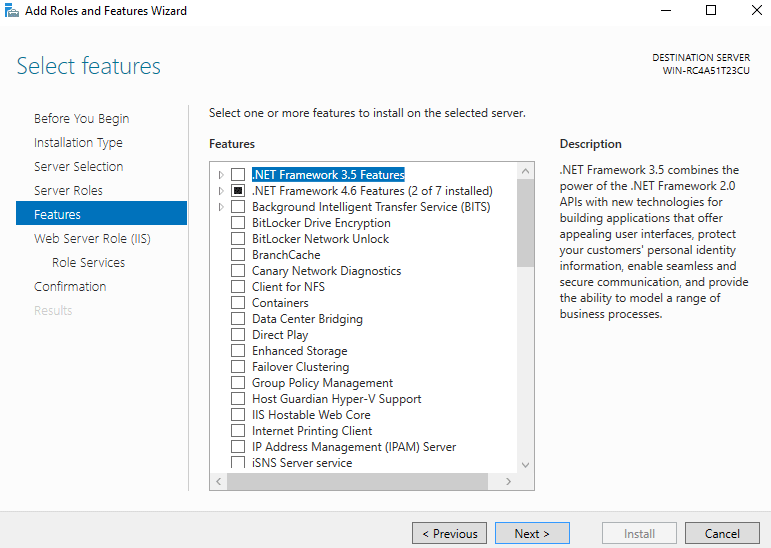 Add Roles and Features Wizard
Select features
DESTINATION SERVER
WIN-RC4A51T23CU
Before You Begin
Installation Type
Server Selection
Server Roles
Features
Web Server Role (IIS)
Role Services
Confirmation
Results
Select one or more features to install on the selected server.
Features
.NET Framework 3.5 Features
.NET Framework 4.6 Features (2 of 7 installed)
Background Intelligent Transfer Service (BITS)
BitLocker Drive Encryption
BitLocker Network Unlock
BranchCache
Canary Network Diagnostics
Client for NFS
Containers
Data Center Bridging
Direct Play
Enhanced Storage
Failover Clustering
Group Policy Management
Host Guardian Hyper-V Support
IIS Hostable Web Core
Internet Printing Client
IP Address Management (IPAM) Server
iSNS Server service
Description
.NET Framework 3.5 combines the
power of the .NET Framework 2.0
APIs with new technologies for
building applications that offer
appealing user interfaces, protect
your customers' personal identity
information, enable seamless and
secure communication, and provide
the ability to model a range of
business processes.
< Previous
Next >
Install
Cancel